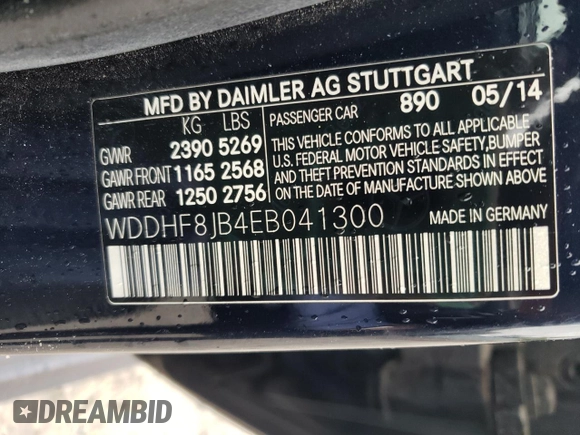 MFD BY DAIMLER AG STUTTGART
KG LBS
GVWR 2390 5269
GAWR FRONT 1165 2568
GAWR REAR 1250 2756
PASSENGER CAR 890 05/14
THIS VEHICLE CONFORMS TO ALL APPLICABLE
U.S. FEDERAL MOTOR VEHICLE SAFETY, BUMPER
AND THEFT PREVENTION STANDARDS IN EFFECT
ON THE DATE OF MANUFACTURE SHOWN ABOVE
WDDHF8JB4EB041300
MADE IN GERMANY
DREAMBID